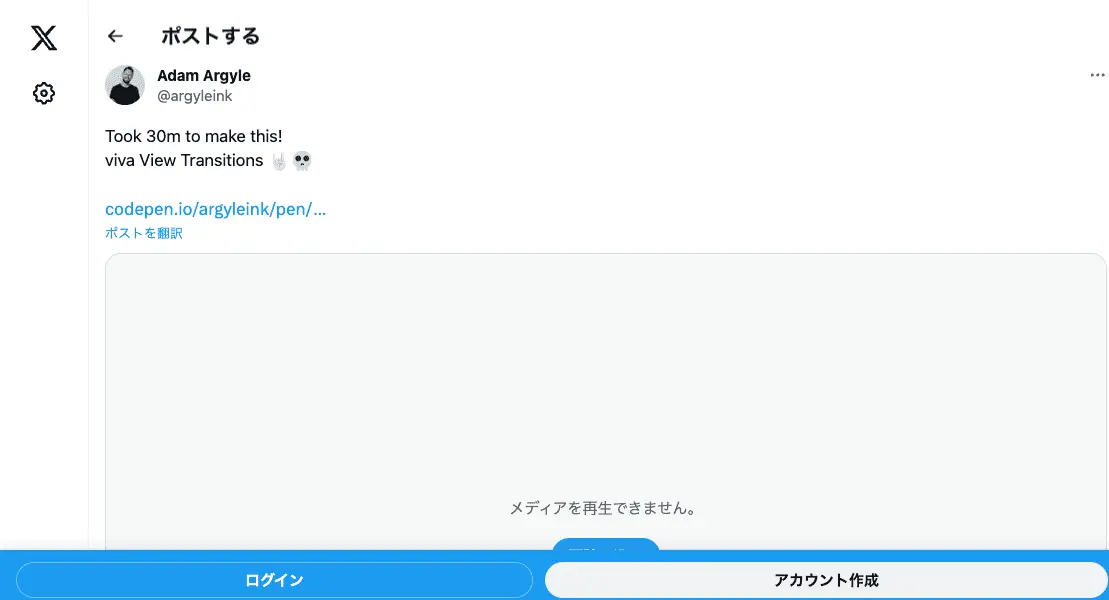 ポストする
Adam Argyle
@argyleink
Took 30m to make this!
viva View Transitions 🤘💀
codepen.io/argyleink/pen/…
ポストを翻訳
メディアを再生できません。
ログイン
アカウント作成